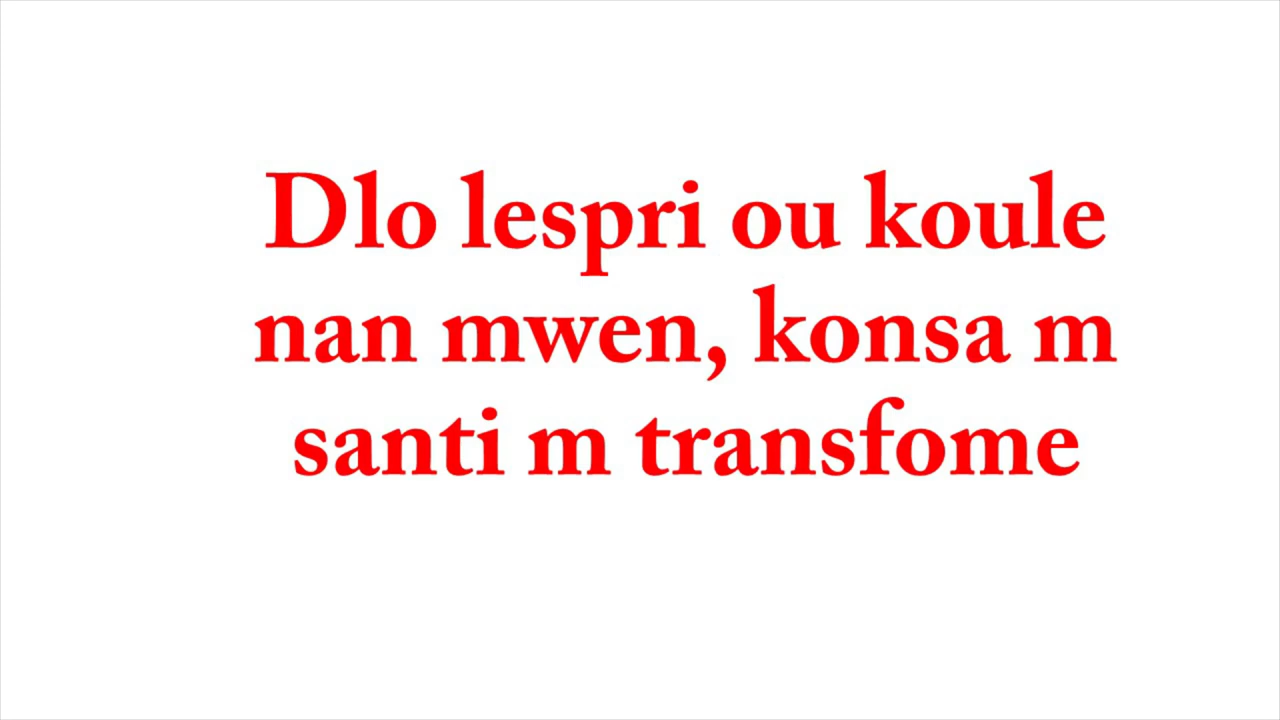 Dlo lespri ou koule
nan mwen, konsa m
santi m transfome